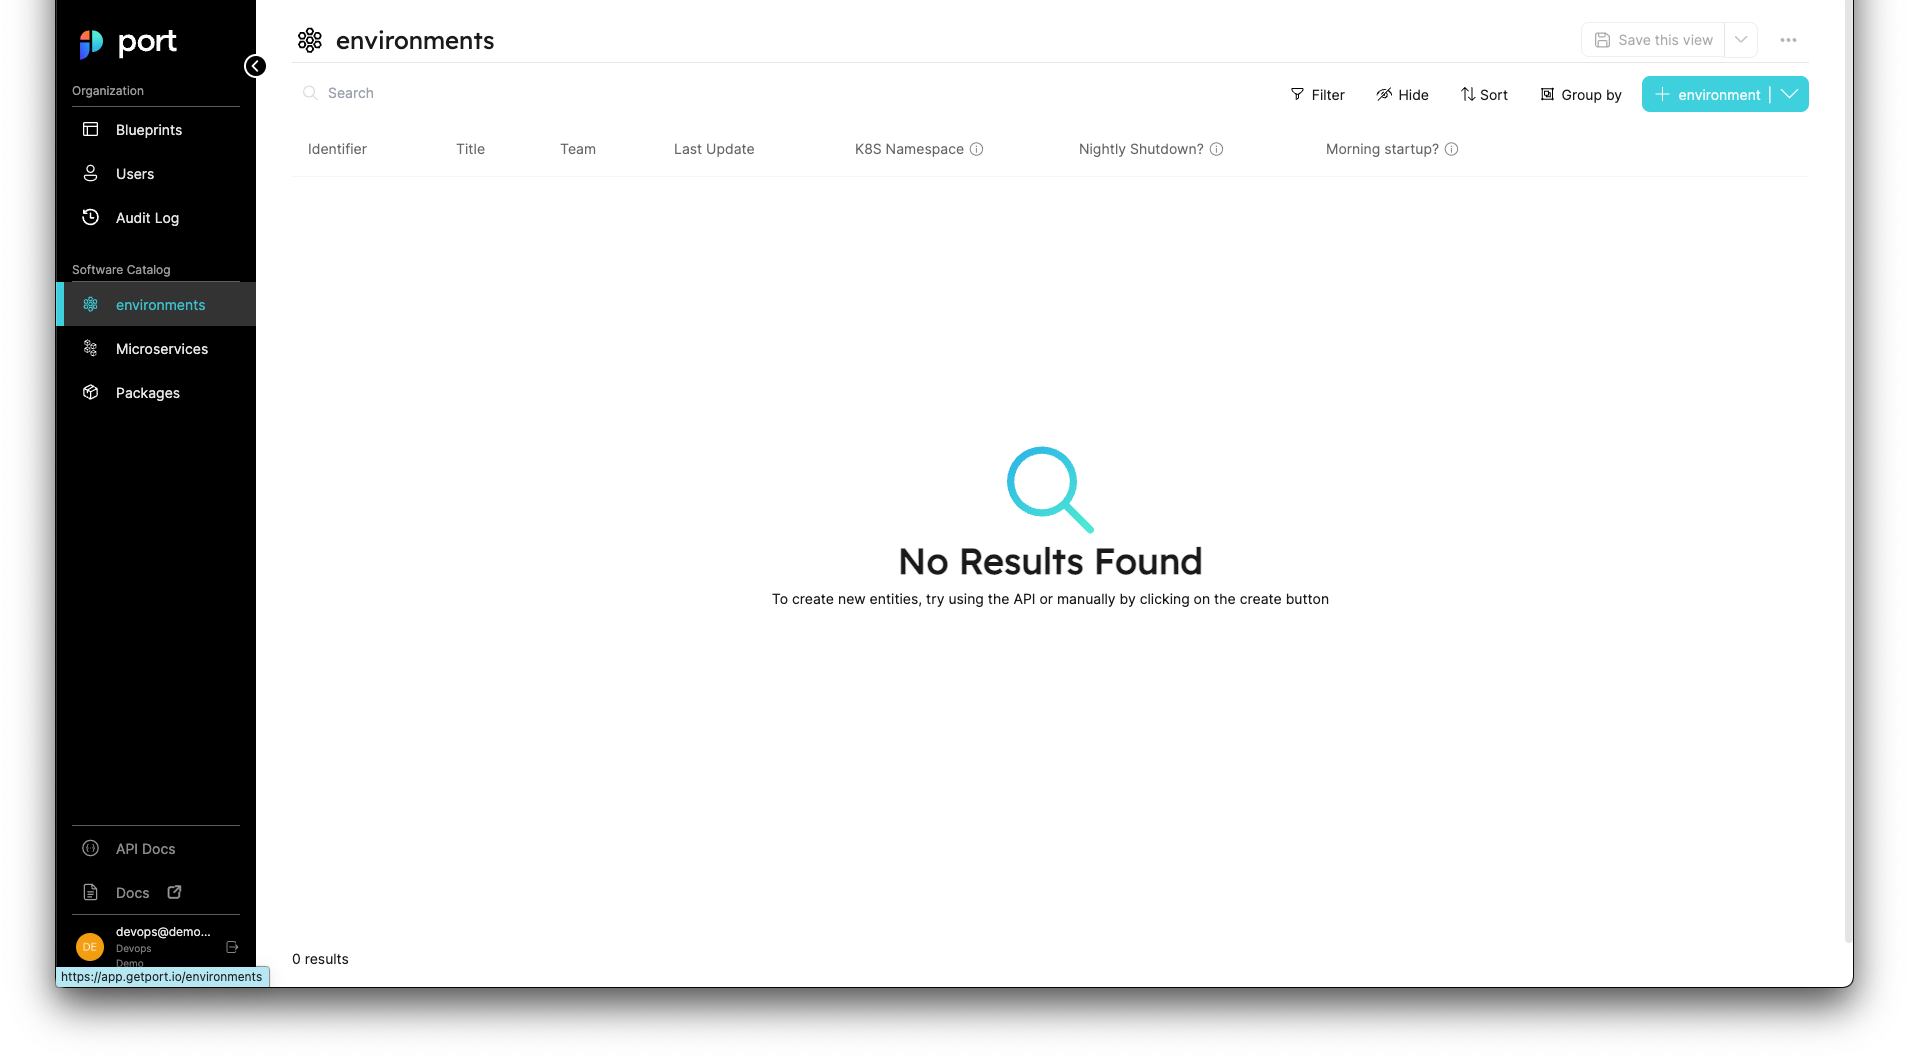 port
Organization
Blueprints
Users
Audit Log
Software Catalog
environments
Microservices
Packages
API Docs
Docs
DE
devops@demo...
Devops
Demo
https://app.getport.io/environments
environments
Save this view
Search
Filter Hide Sort Group by + environment |
Identifier Title Team Last Update K8S Namespace Nightly Shutdown? Morning startup?
No Results Found
To create new entities, try using the API or manually by clicking on the create button
0 results